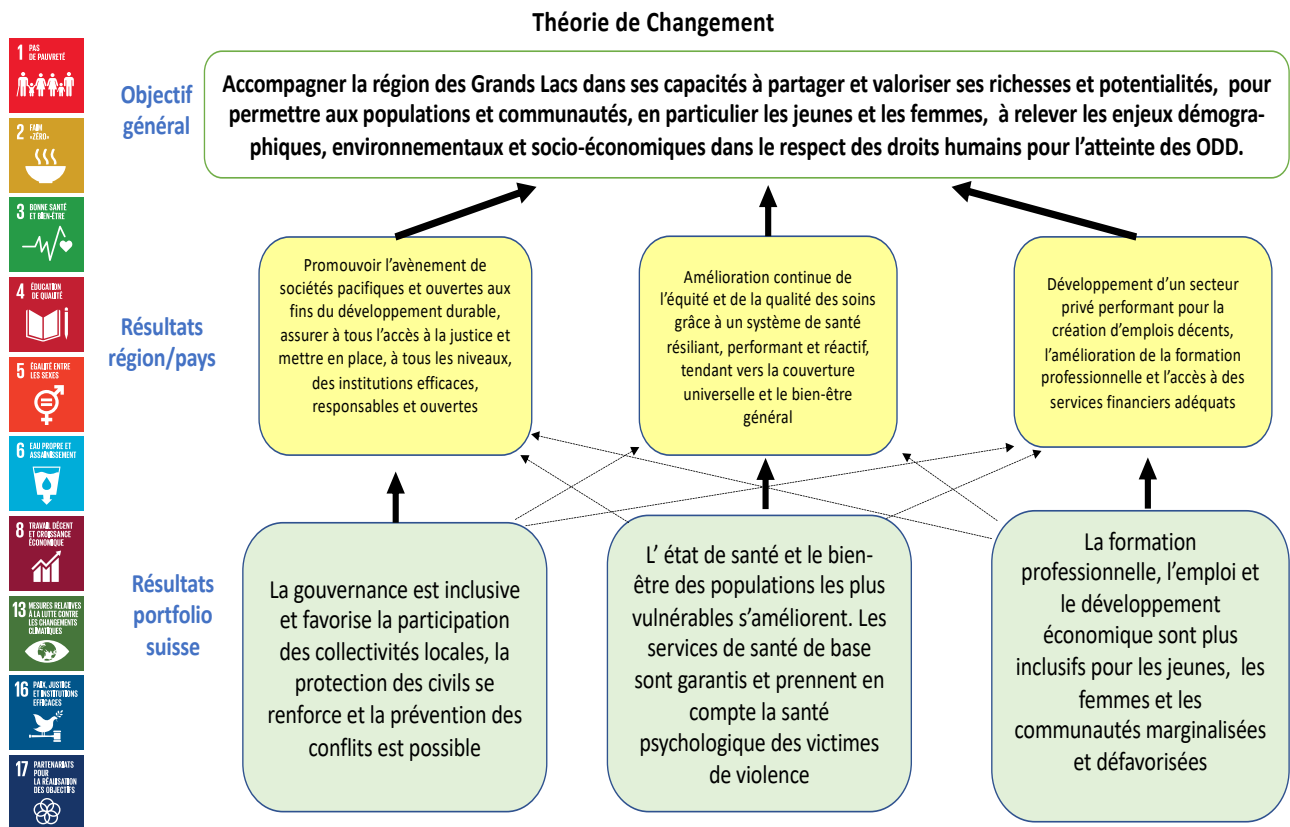 Théorie de Changement
1 PAS
DE PAUVRETÉ
2 FAIM
«ZÉRO»
3 BONNE SANTÉ
ET BIEN-ÊTRE
4 ÉDUCATION
DE QUALITÉ
5 ÉGALITÉ ENTRE
LES SEXES
6 EAU PROPRE ET
ASSAINISSEMENT
8 TRAVAIL DÉCENT
ET CROISSANCE
ÉCONOMIQUE
13 MESURES RELATIVES
À LA LUTTE CONTRE
LES CHANGEMENTS
CLIMATIQUES
16 PAIX, JUSTICE
ET INSTITUTIONS
EFFICACES
17 PARTENARIATS
POUR
LA RÉALISATION
DES OBJECTIFS
Objectif
général
Accompagner la région des Grands Lacs dans ses capacités à partager et valoriser ses richesses et potentialités, pour
permettre aux populations et communautés, en particulier les jeunes et les femmes, à relever les enjeux démogra-
phiques, environnementaux et socio-économiques dans le respect des droits humains pour l'atteinte des ODD.
Résultats
région/pays
Promouvoir l'avènement de
sociétés pacifiques et ouvertes aux
fins du développement durable,
assurer à tous l'accès à la justice et
mettre en place, à tous les niveaux,
des institutions efficaces,
responsables et ouvertes
Amélioration continue de
l'équité et de la qualité des soins
grâce à un système de santé
résiliant, performant et réactif,
tendant vers la couverture
universelle et le bien-être
général
Développement d'un secteur
privé performant pour la
création d'emplois décents,
l'amélioration de la formation
professionnelle et l'accès à des
services financiers adéquats
Résultats
portfolio
suisse
La gouvernance est inclusive
et favorise la participation
des collectivités locales, la
protection des civils se
renforce et la prévention des
conflits est possible
L' état de santé et le bien-
être des populations les plus
vulnérables s'améliorent. Les
services de santé de base
sont garantis et prennent en
compte la santé
psychologique des victimes
de violence
La formation
professionnelle, l'emploi et
le développement
économique sont plus
inclusifs pour les jeunes, les
femmes et les
communautés marginalisées
et défavorisées